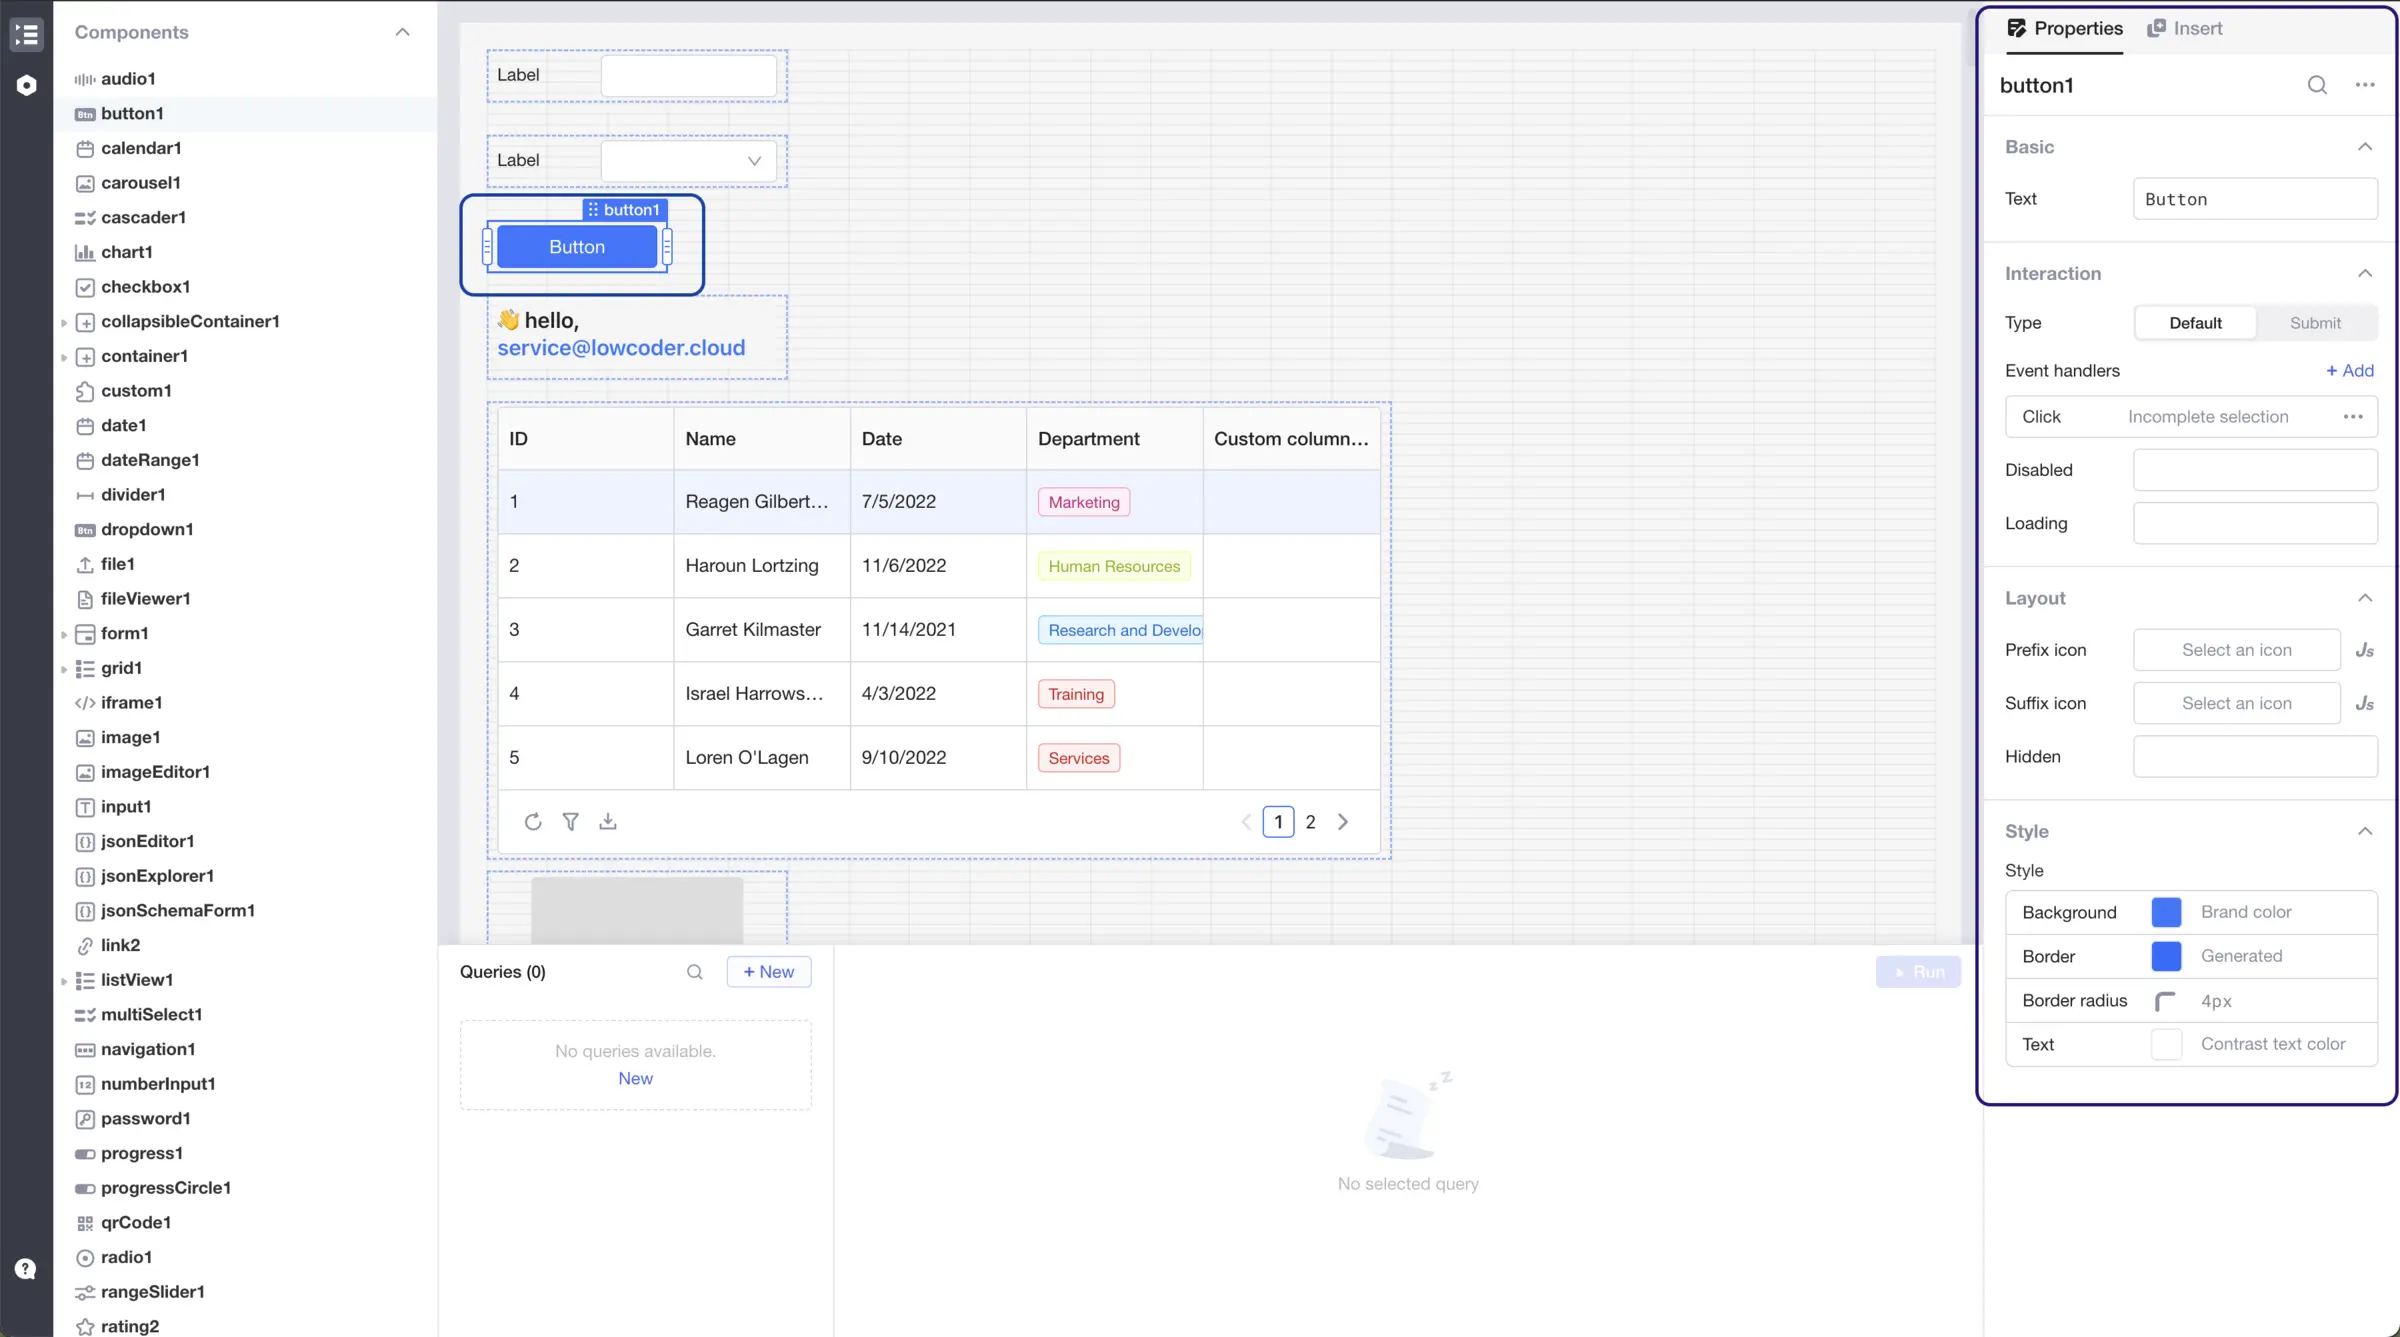 Components
audio1
Btn button1
calendar1
carousel1
cascader1
chart1
checkbox1
collapsibleContainer1
container1
custom1
date1
dateRange1
divider1
Btn dropdown1
file1
fileViewer1
form1
grid1
iframe1
image1
imageEditor1
input1
jsonEditor1
jsonExplorer1
jsonSchemaForm1
link2
listView1
multiSelect1
navigation1
numberInput1
password1
progress1
progressCircle1
qrCode1
radio1
rangeSlider1
rating2
Label
Label
button1
Button
👋 hello,
service@lowcoder.cloud
ID Name Date Department Custom column...
1 Reagen Gilbert... 7/5/2022 Marketing
2 Haroun Lortzing 11/6/2022 Human Resources
3 Garret Kilmaster 11/14/2021 Research and Develo
4 Israel Harrows... 4/3/2022 Training
5 Loren O'Lagen 9/10/2022 Services
1 2
Queries (0)
+ New
No queries available.
New
Run
No selected query
Properties Insert
button1
Basic
Text Button
Interaction
Type Default Submit
Event handlers + Add
Click Incomplete selection
Disabled
Loading
Layout
Prefix icon Select an icon Js
Suffix icon Select an icon Js
Hidden
Style
Style
Background Brand color
Border Generated
Border radius 4px
Text Contrast text color